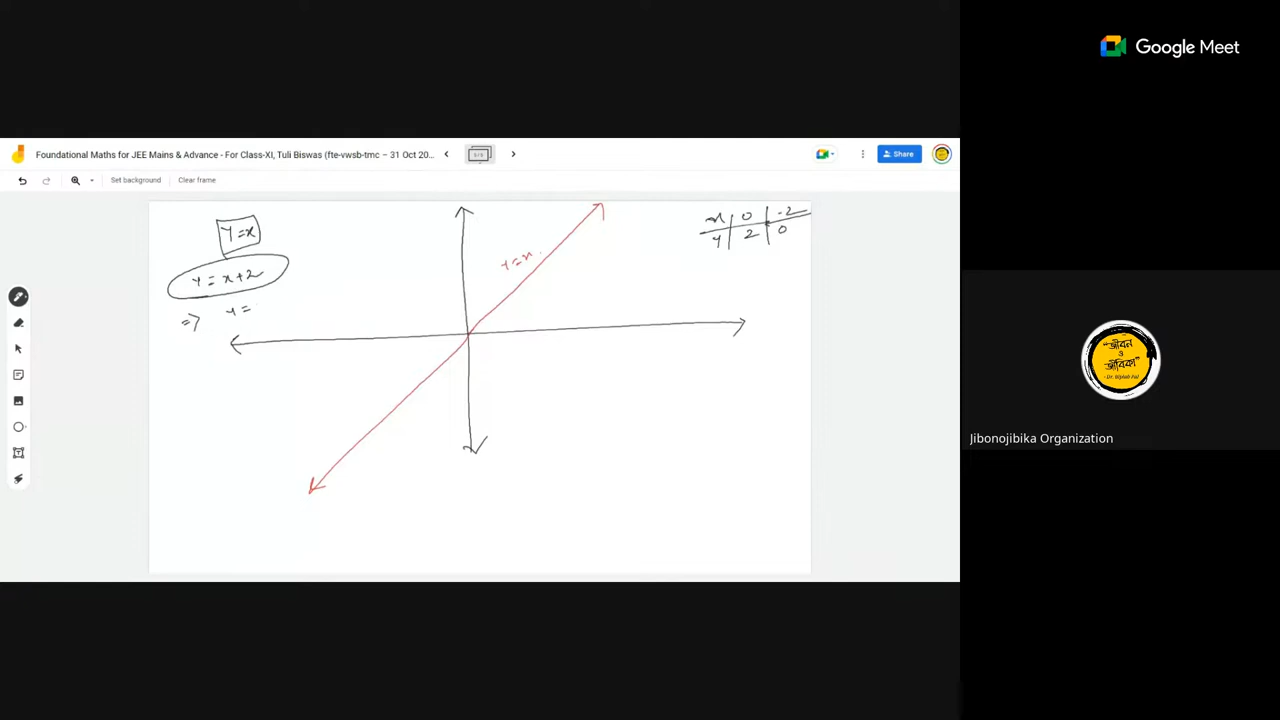 Google Meet
Foundational Maths for JEE Mains & Advance - For Class-XI, Tuli Biswas (fte-vwsb-tmc – 31 Oct 20...
Share
Set background
Clear frame
Y=x
Y = x+2
=> Y =
Y=x
x | 0 | -2
Y | 2 | 0
"জীবন
ও
জীবিকা"
Jibonojibika Organization